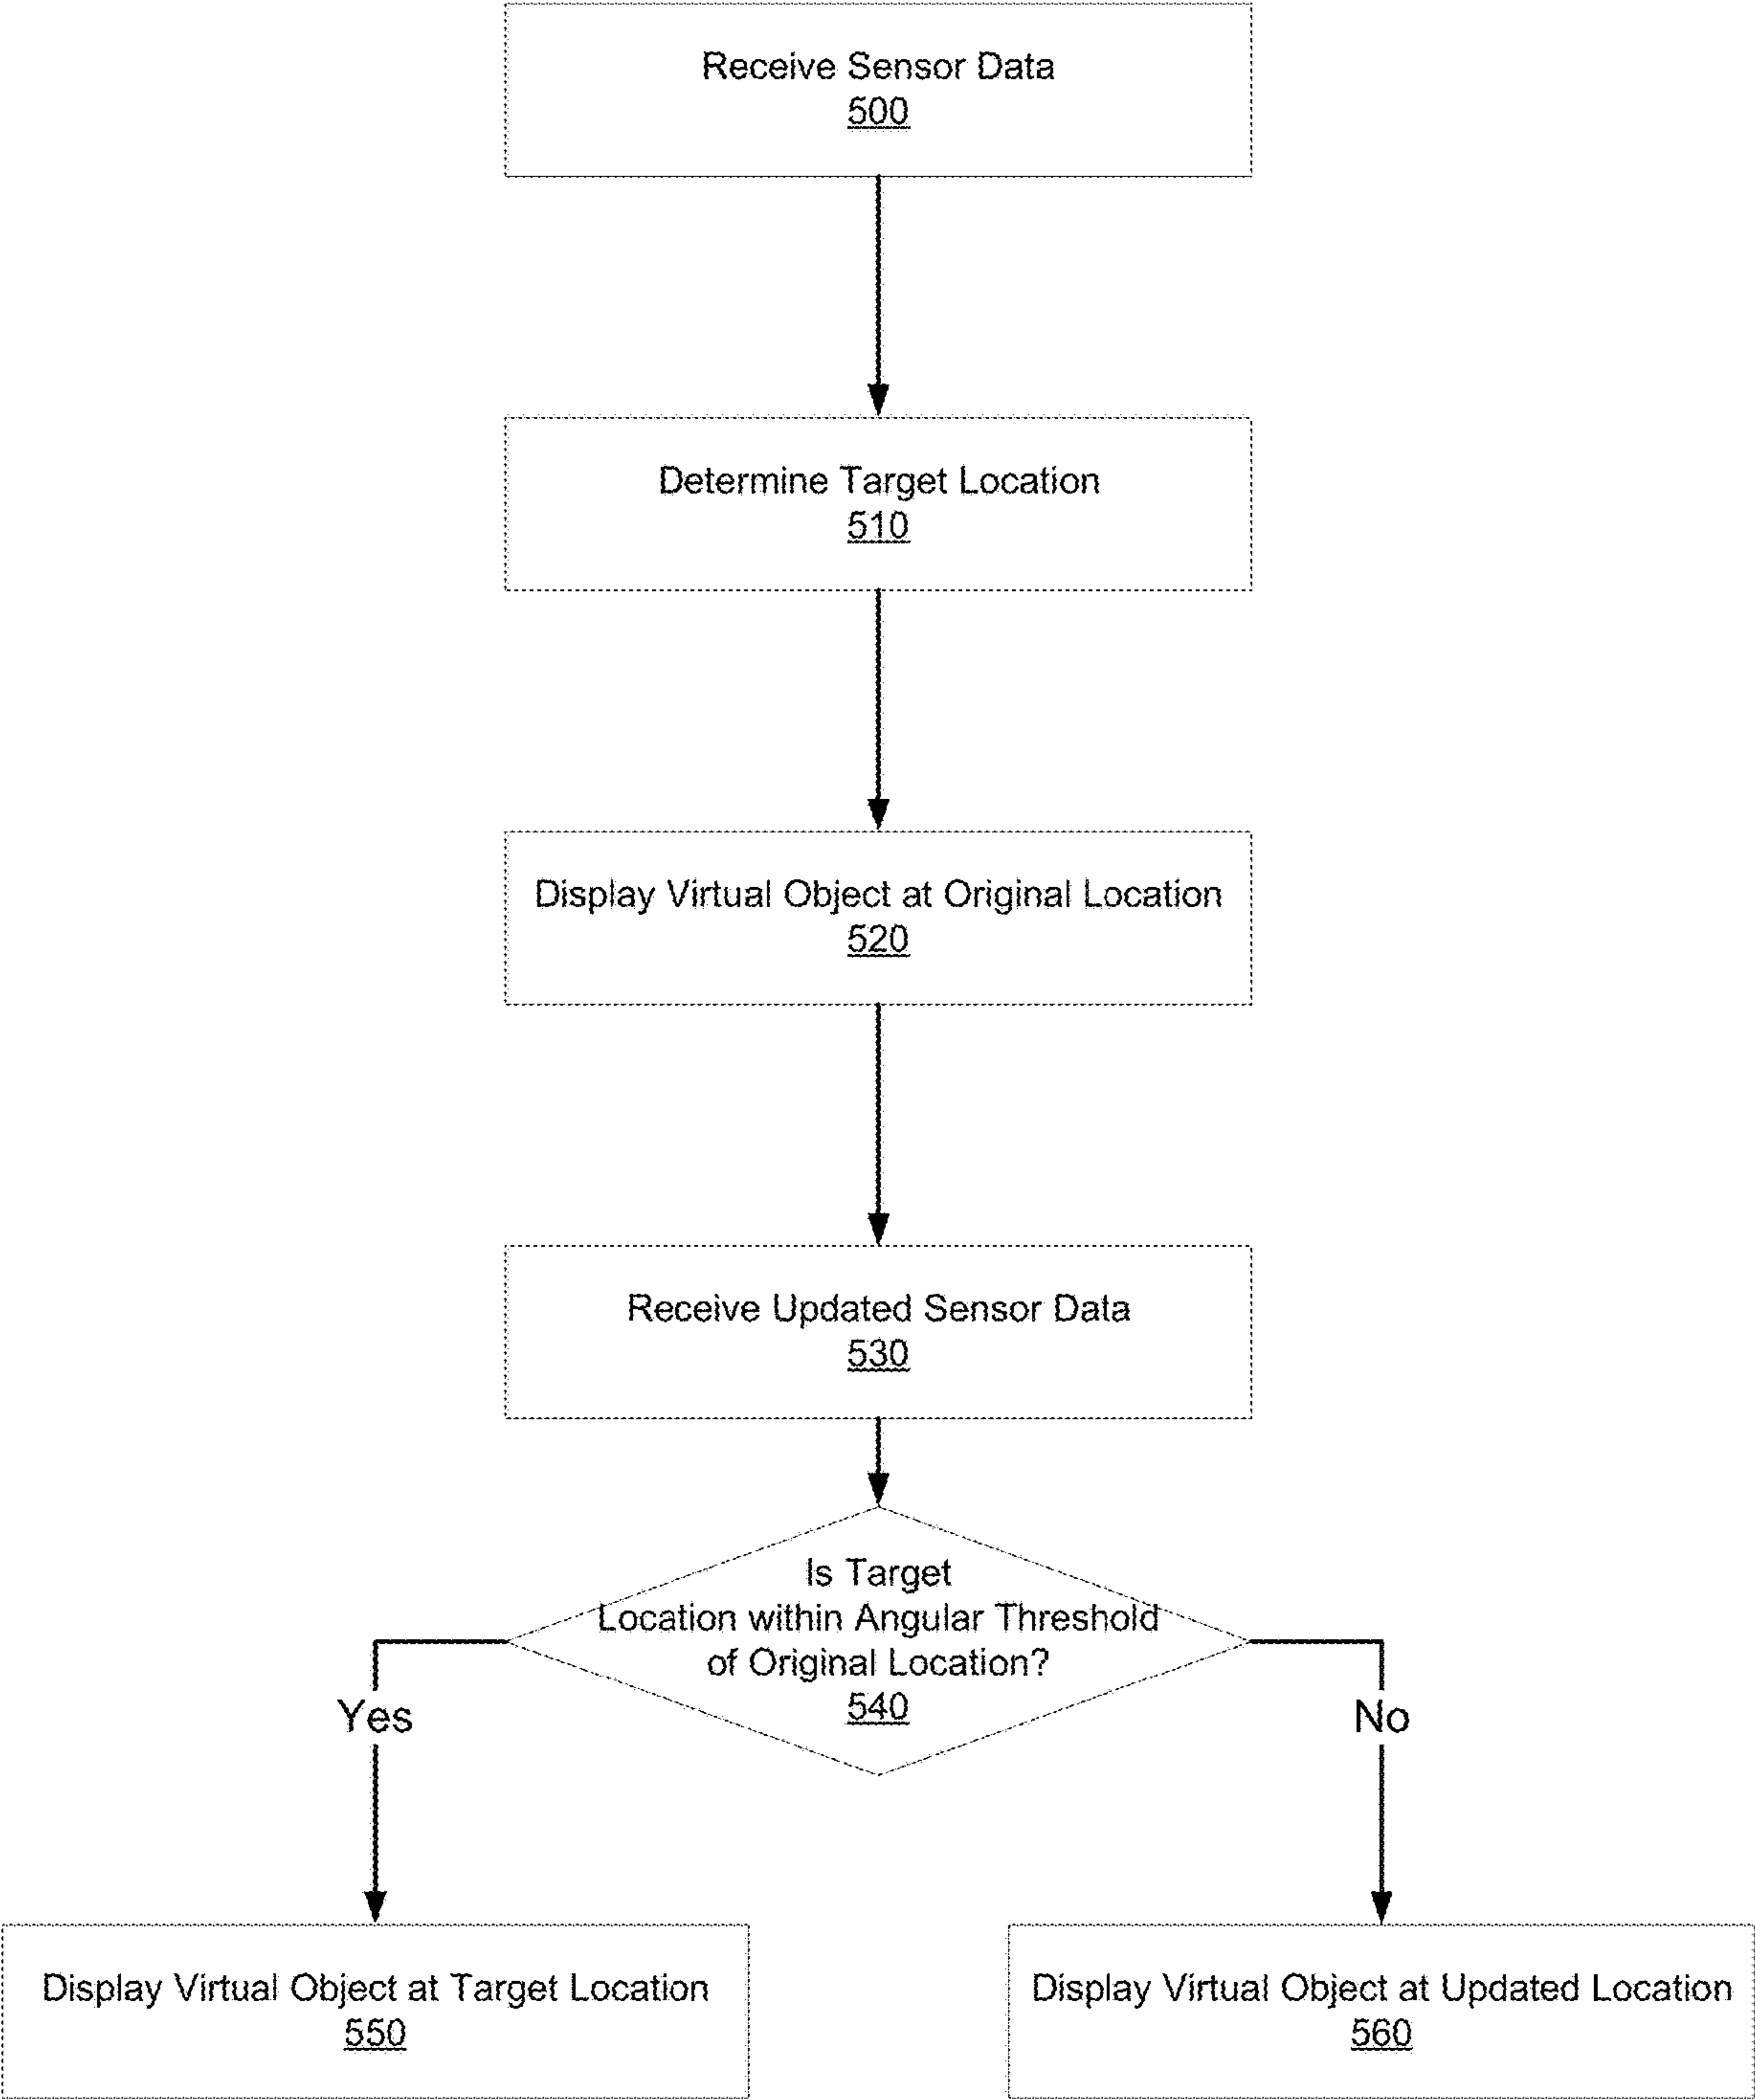 Receive Sensor Data
500
Determine Target Location
510
Display Virtual Object at Original Location
520
Receive Updated Sensor Data
530
Is Target
Location within Angular Threshold
of Original Location?
540
Yes
No
Display Virtual Object at Target Location
550
Display Virtual Object at Updated Location
560